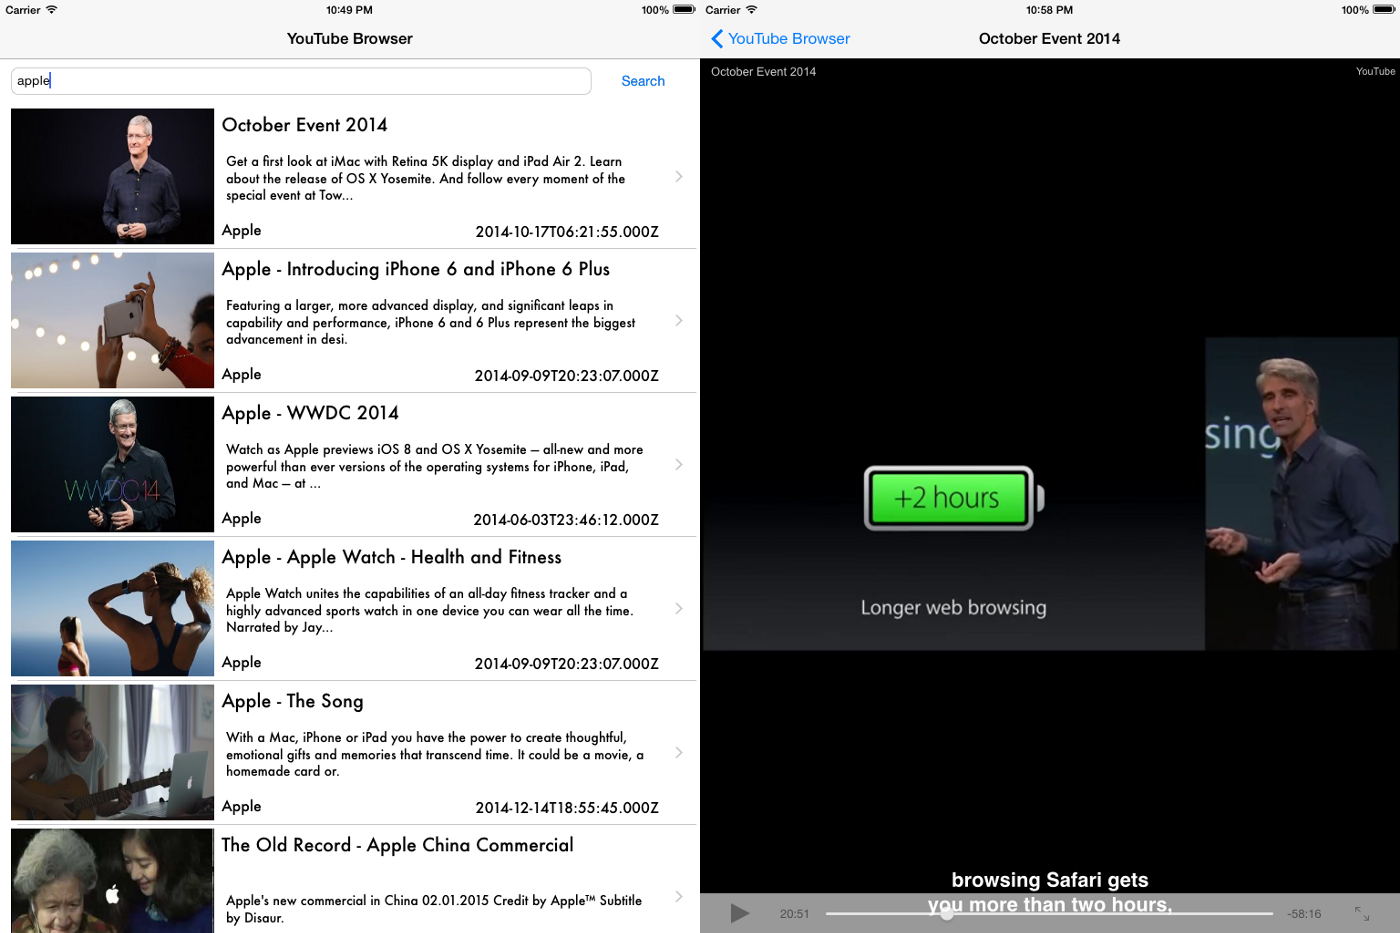 Carrier 10:49 PM 100%
YouTube Browser
apple Search
October Event 2014
Get a first look at iMac with Retina 5K display and iPad Air 2. Learn
about the release of OS X Yosemite. And follow every moment of the
special event at Tow...
Apple 2014-10-17T06:21:55.000Z
Apple - Introducing iPhone 6 and iPhone 6 Plus
Featuring a larger, more advanced display, and significant leaps in
capability and performance, iPhone 6 and 6 Plus represent the biggest
advancement in desi.
Apple 2014-09-09T20:23:07.000Z
WWDC14
Apple - WWDC 2014
Watch as Apple previews iOS 8 and OS X Yosemite — all-new and more
powerful than ever versions of the operating systems for iPhone, iPad,
and Mac — at ...
Apple 2014-06-03T23:46:12.000Z
Apple - Apple Watch - Health and Fitness
Apple Watch unites the capabilities of an all-day fitness tracker and a
highly advanced sports watch in one device you can wear all the time.
Narrated by Jay...
Apple 2014-09-09T20:23:07.000Z
Apple - The Song
With a Mac, iPhone or iPad you have the power to create thoughtful,
emotional gifts and memories that transcend time. It could be a movie, a
homemade card or.
Apple 2014-12-14T18:55:45.000Z
The Old Record - Apple China Commercial
Apple's new commercial in China 02.01.2015 Credit by Apple™ Subtitle
by Disaur.
Carrier 10:58 PM 100%
YouTube Browser October Event 2014
October Event 2014 YouTube
sing
+2 hours
Longer web browsing
browsing Safari gets
you more than two hours,
20:51 -58:16